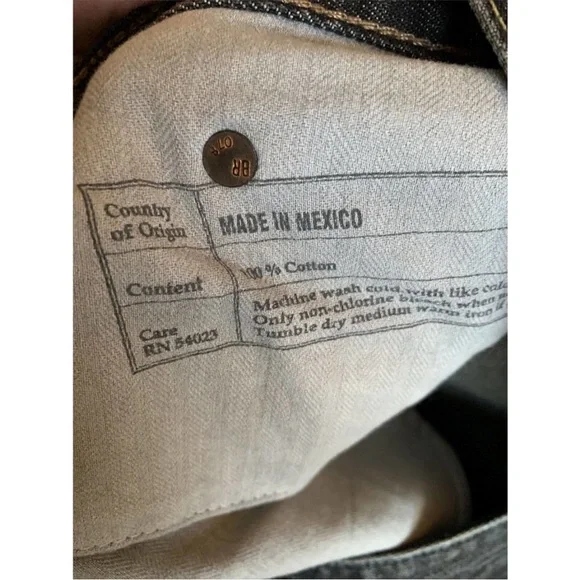 BR
074
Country
of Origin
MADE IN MEXICO
Content
100 % Cotton
Care
RN 54023
Machine wash cold with like
Only non-chlorine bleach when
Tumble dry medium warm iron